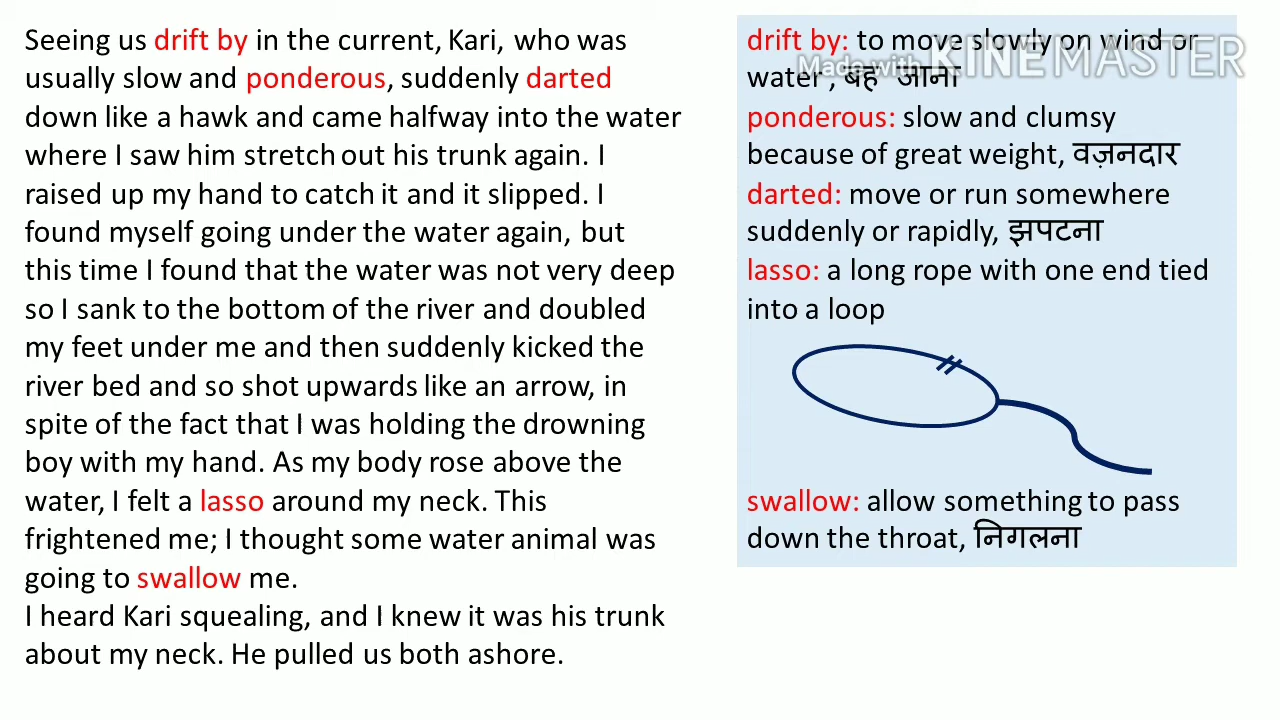 Seeing us drift by in the current, Kari, who was
usually slow and ponderous, suddenly darted
down like a hawk and came halfway into the water
where I saw him stretch out his trunk again. I
raised up my hand to catch it and it slipped. I
found myself going under the water again, but
this time I found that the water was not very deep
so I sank to the bottom of the river and doubled
my feet under me and then suddenly kicked the
river bed and so shot upwards like an arrow, in
spite of the fact that I was holding the drowning
boy with my hand. As my body rose above the
water, I felt a lasso around my neck. This
frightened me; I thought some water animal was
going to swallow me.
I heard Kari squealing, and I knew it was his trunk
about my neck. He pulled us both ashore.
drift by: to move slowly on wind or
water , बह जाना
ponderous: slow and clumsy
because of great weight, वज़नदार
darted: move or run somewhere
suddenly or rapidly, झपटना
lasso: a long rope with one end tied
into a loop
swallow: allow something to pass
down the throat, निगलना
Made with KINEMASTER